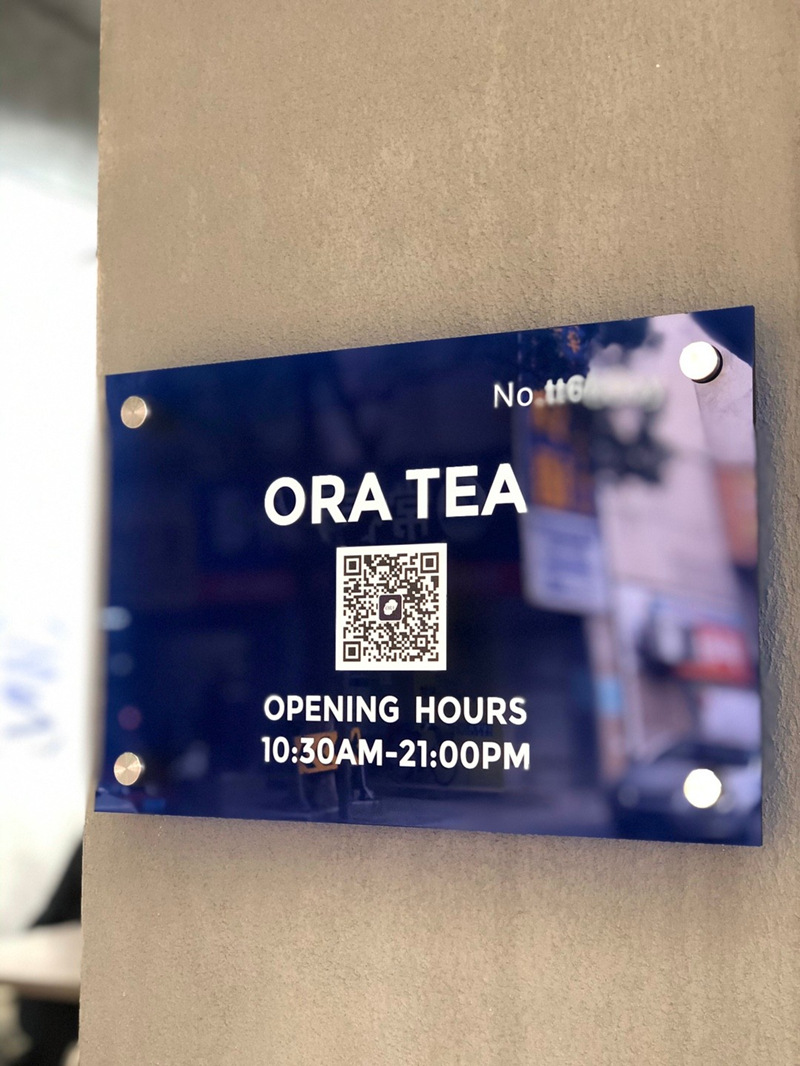 No
ORA TEA
OPENING HOURS
10:30AM-21:00PM